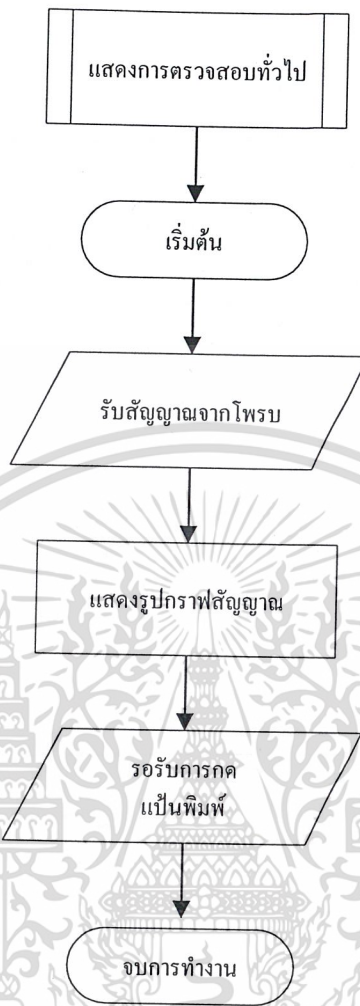 แสดงการตรวจสอบทั่วไป
เริ่มต้น
รับสัญญาณจากโพรบ
แสดงรูปกราฟสัญญาณ
รอรับการกด
แป้นพิมพ์
จบการทำงาน